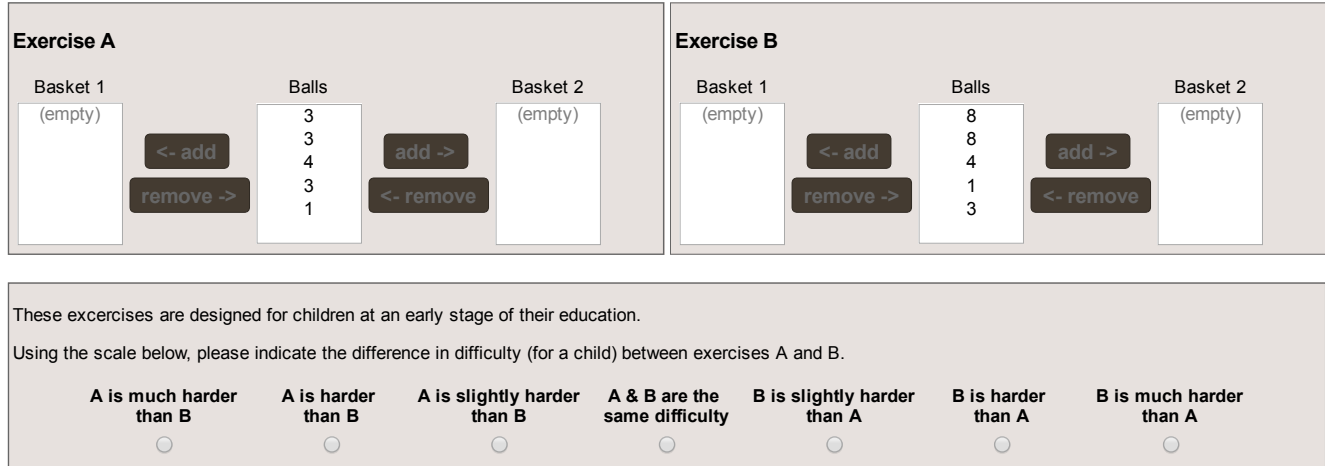 Exercise A
Basket 1 Balls Basket 2
(empty) 3 (empty)
3
<- add 4 add ->
remove -> 3 <- remove
1
Exercise B
Basket 1 Balls Basket 2
(empty) 8 (empty)
8
<- add 4 add ->
remove -> 1 <- remove
3
These excercises are designed for children at an early stage of their education.
Using the scale below, please indicate the difference in difficulty (for a child) between exercises A and B.
A is much harder A is harder A is slightly harder A & B are the B is slightly harder B is harder B is much harder
than B than B than B same difficulty than A than A than A